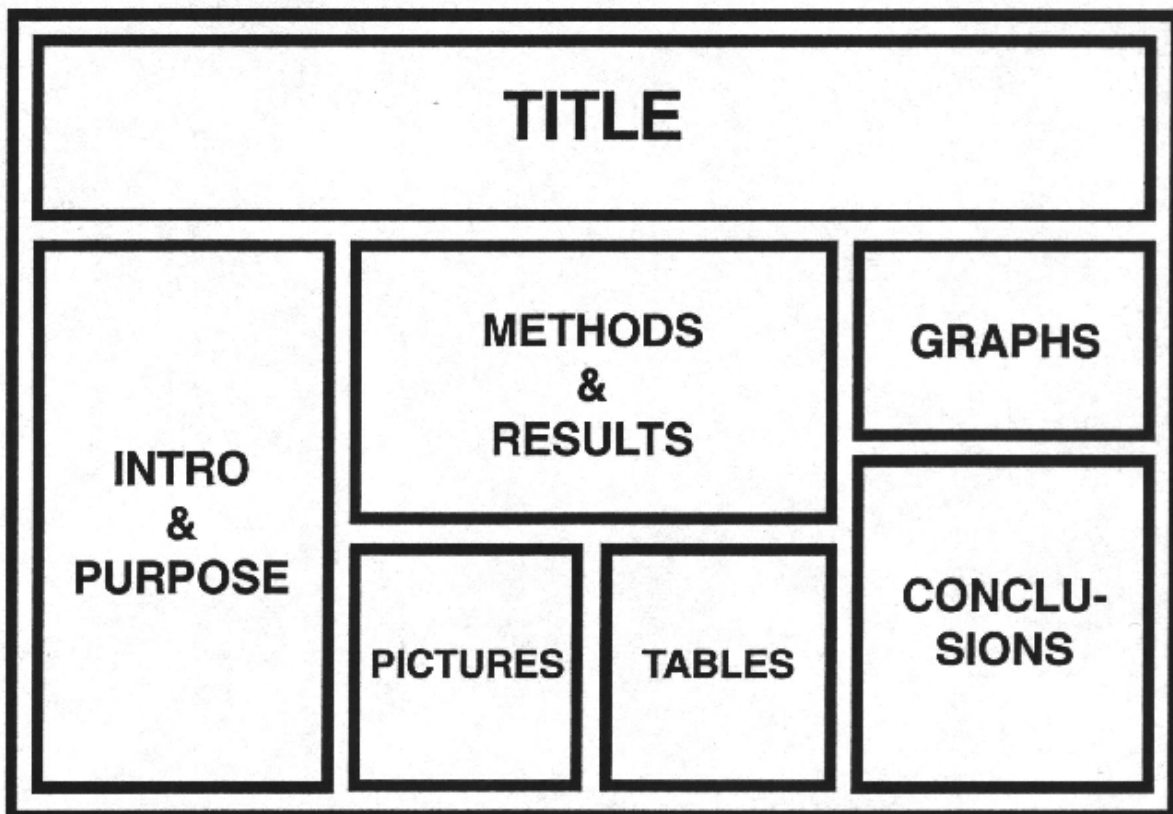 TITLE
INTRO
&
PURPOSE
METHODS
&
RESULTS
PICTURES
TABLES
GRAPHS
CONCLU-
SIONS